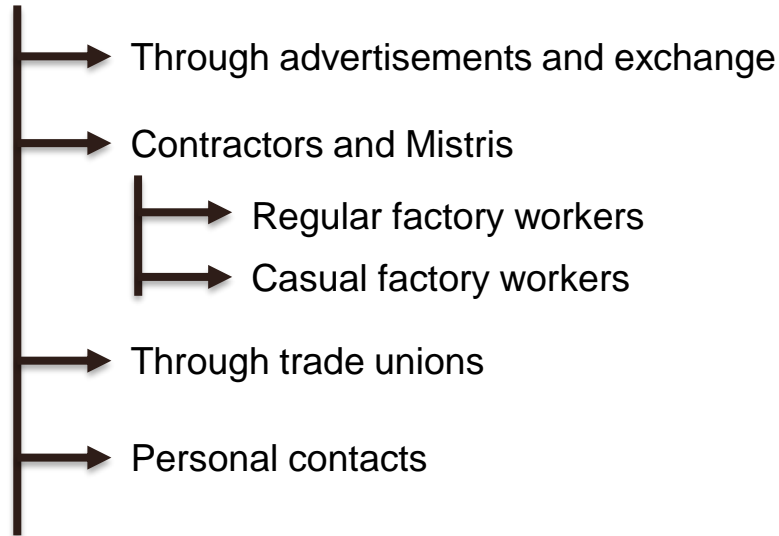 Through advertisements and exchange
Contractors and Mistris
Regular factory workers
Casual factory workers
Through trade unions
Personal contacts